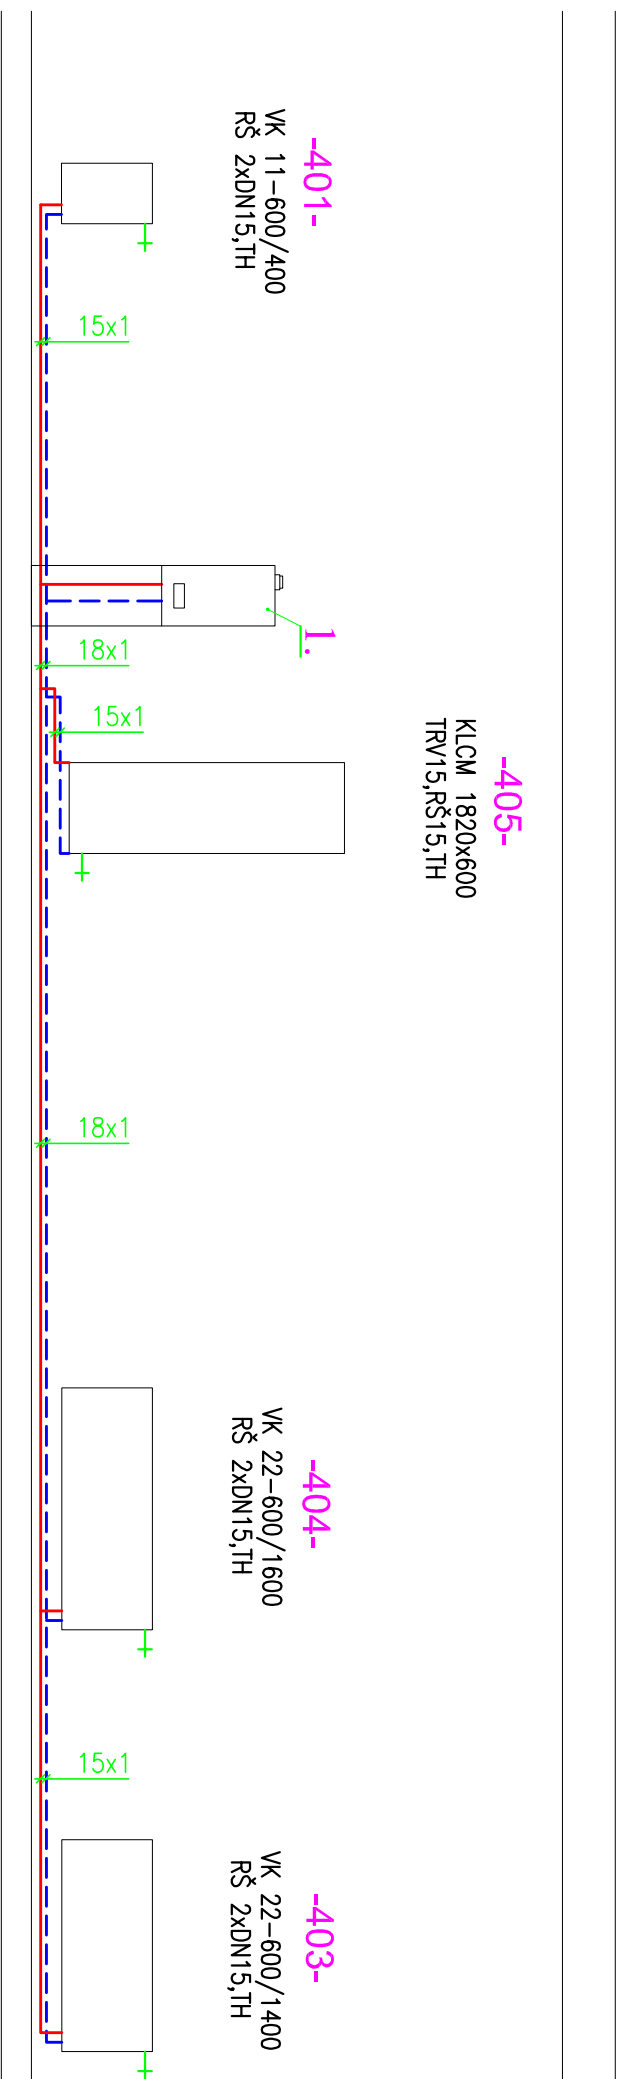 -401-
VK 11-600/400
RŠ 2xDN15,TH
15x1
1.
18x1
15x1
-405-
KLCM 1820x600
TRV15,RŠ15,TH
18x1
-404-
VK 22-600/1600
RŠ 2xDN15,TH
15x1
-403-
VK 22-600/1400
RŠ 2xDN15,TH